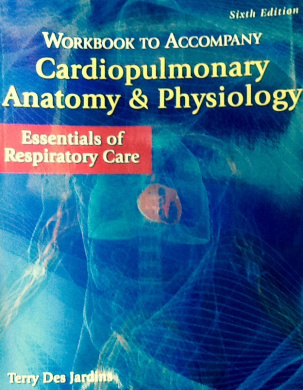 Sixth Edition
WORKBOOK TO ACCOMPANY
Cardiopulmonary
Anatomy & Physiology
Essentials of
Respiratory Care
Terry Des Jardins